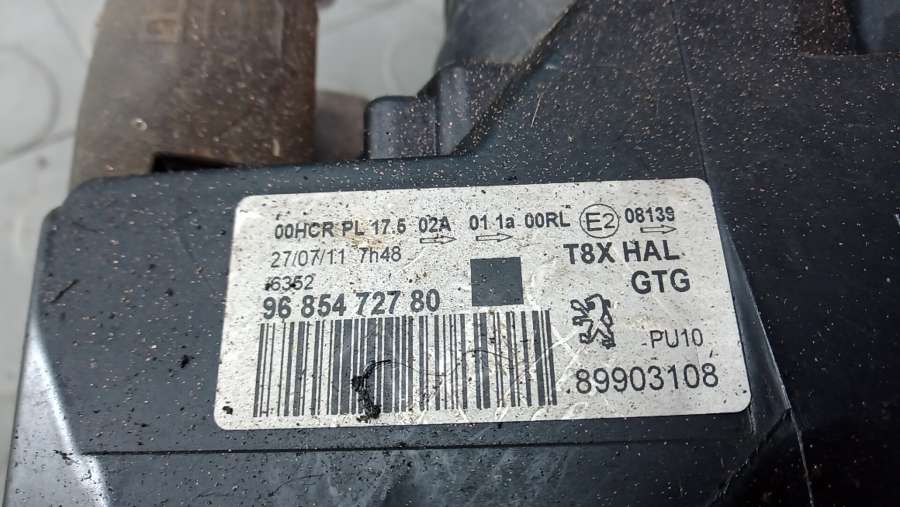 00HCR PL 17.5 02A 01 1a 00RL E2 08139
27/07/11 7h48 T8X HAL
6352 GTG
96 854 727 80
-PU10
89903108